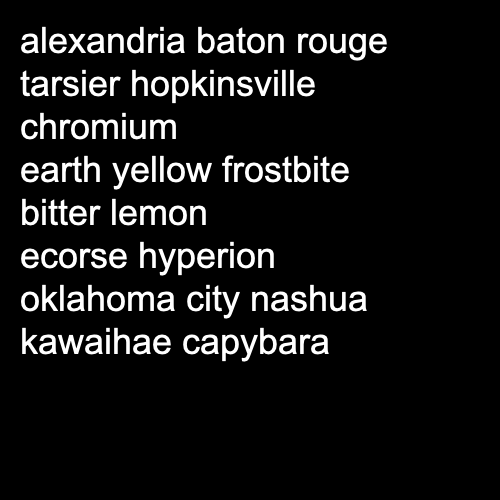 alexandria baton rouge
tarsier hopkinsville
chromium
earth yellow frostbite
bitter lemon
ecorse hyperion
oklahoma city nashua
kawaihae capybara